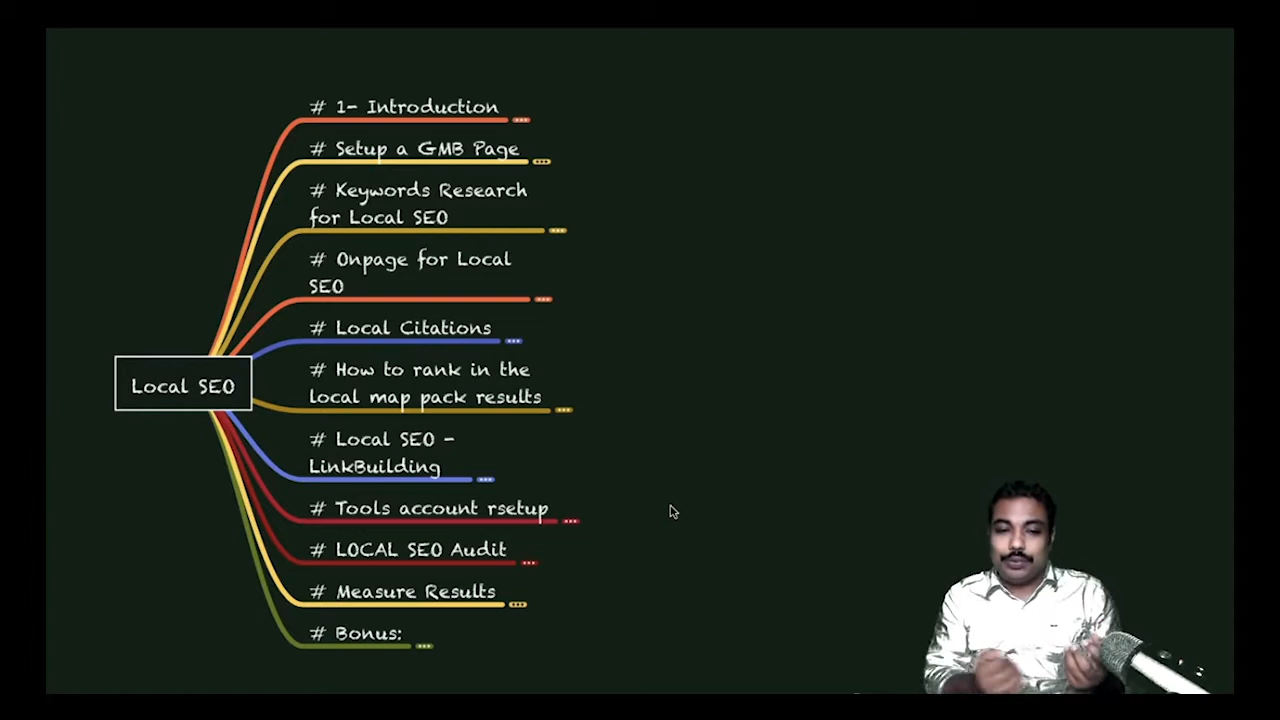 # 1- Introduction
# Setup a GMB Page
# Keywords Research
for Local SEO
# Onpage for Local
SEO
# Local Citations
Local SEO
# How to rank in the
local map pack results
# Local SEO -
LinkBuilding
# Tools account rsetup
# LOCAL SEO Audit
# Measure Results
# Bonus: